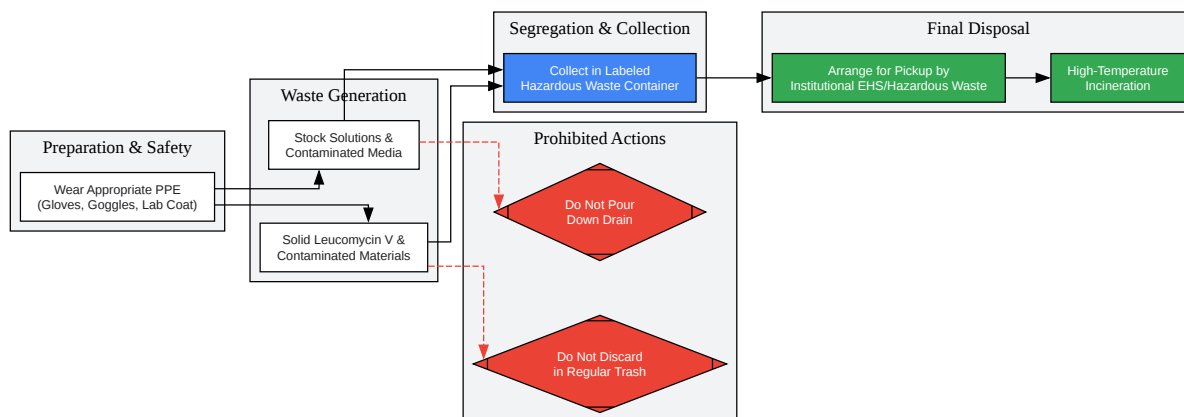 Preparation & Safety
Wear Appropriate PPE
(Gloves, Goggles, Lab Coat)
Waste Generation
Stock Solutions &
Contaminated Media
Solid Leucomycin V &
Contaminated Materials
Segregation & Collection
Collect in Labeled
Hazardous Waste Container
Prohibited Actions
Do Not Pour
Down Drain
Do Not Discard
in Regular Trash
Final Disposal
Arrange for Pickup by
Institutional EHS/Hazardous Waste
High-Temperature
Incineration